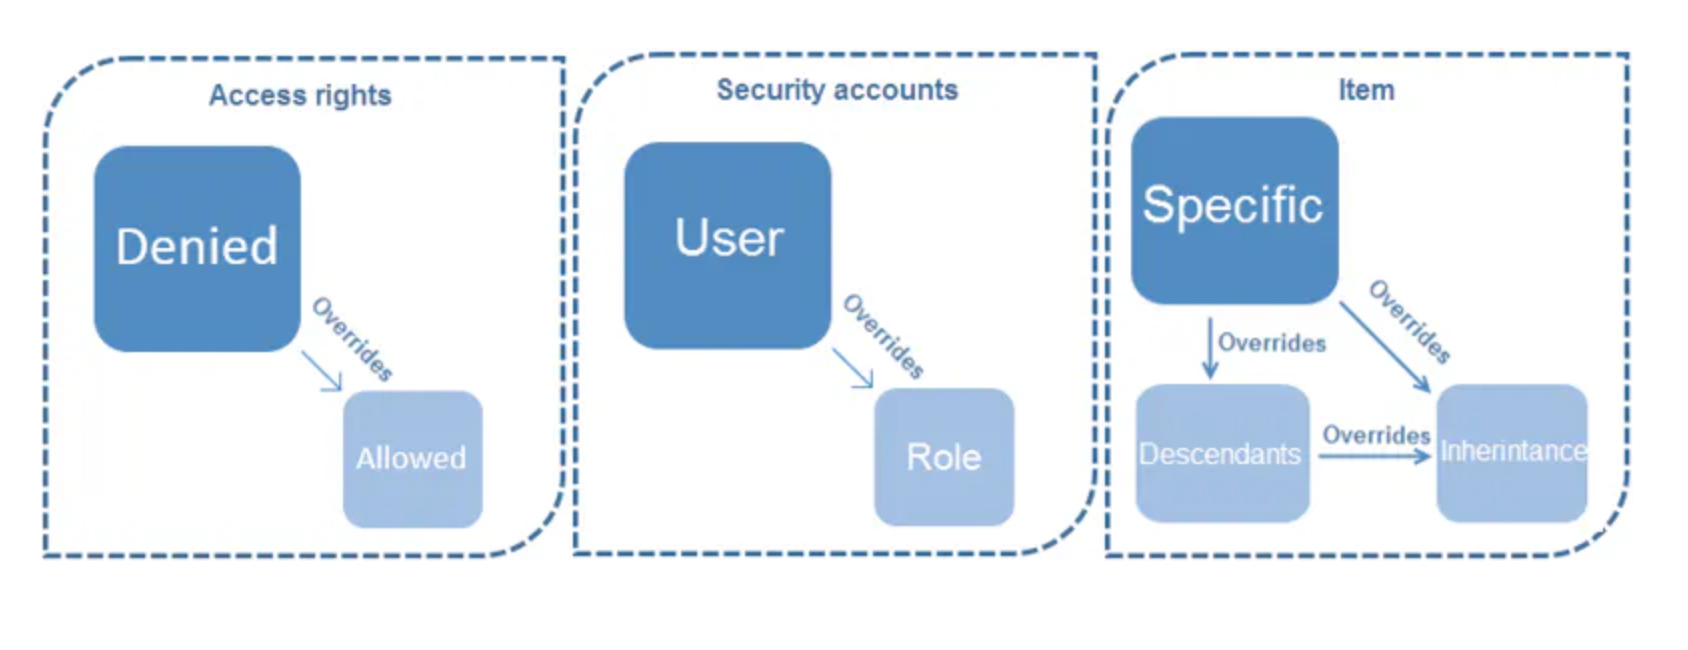 Access rights
Denied
Overrides
Allowed
Security accounts
User
Overrides
Role
Item
Specific
Overrides
Overrides
Descendants
Overrides
Inherintance